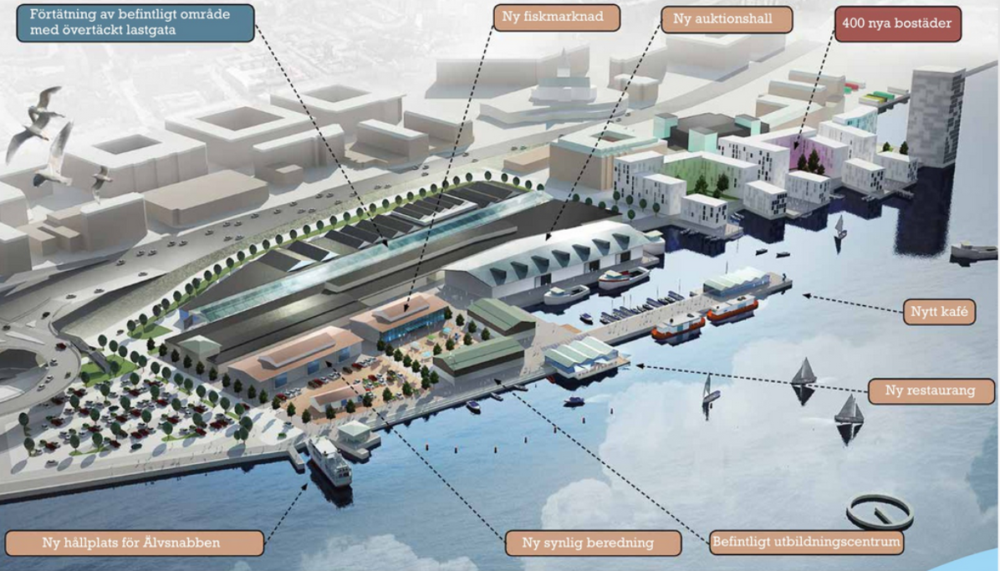 Förtätning av befintligt område
med övertäckt lastgata
Ny fiskmarknad
Ny auktionshall
400 nya bostäder
Nytt kafé
Ny restaurang
Ny hållplats för Älvsnabben
Ny synlig beredning
Befintligt utbildningscentrum